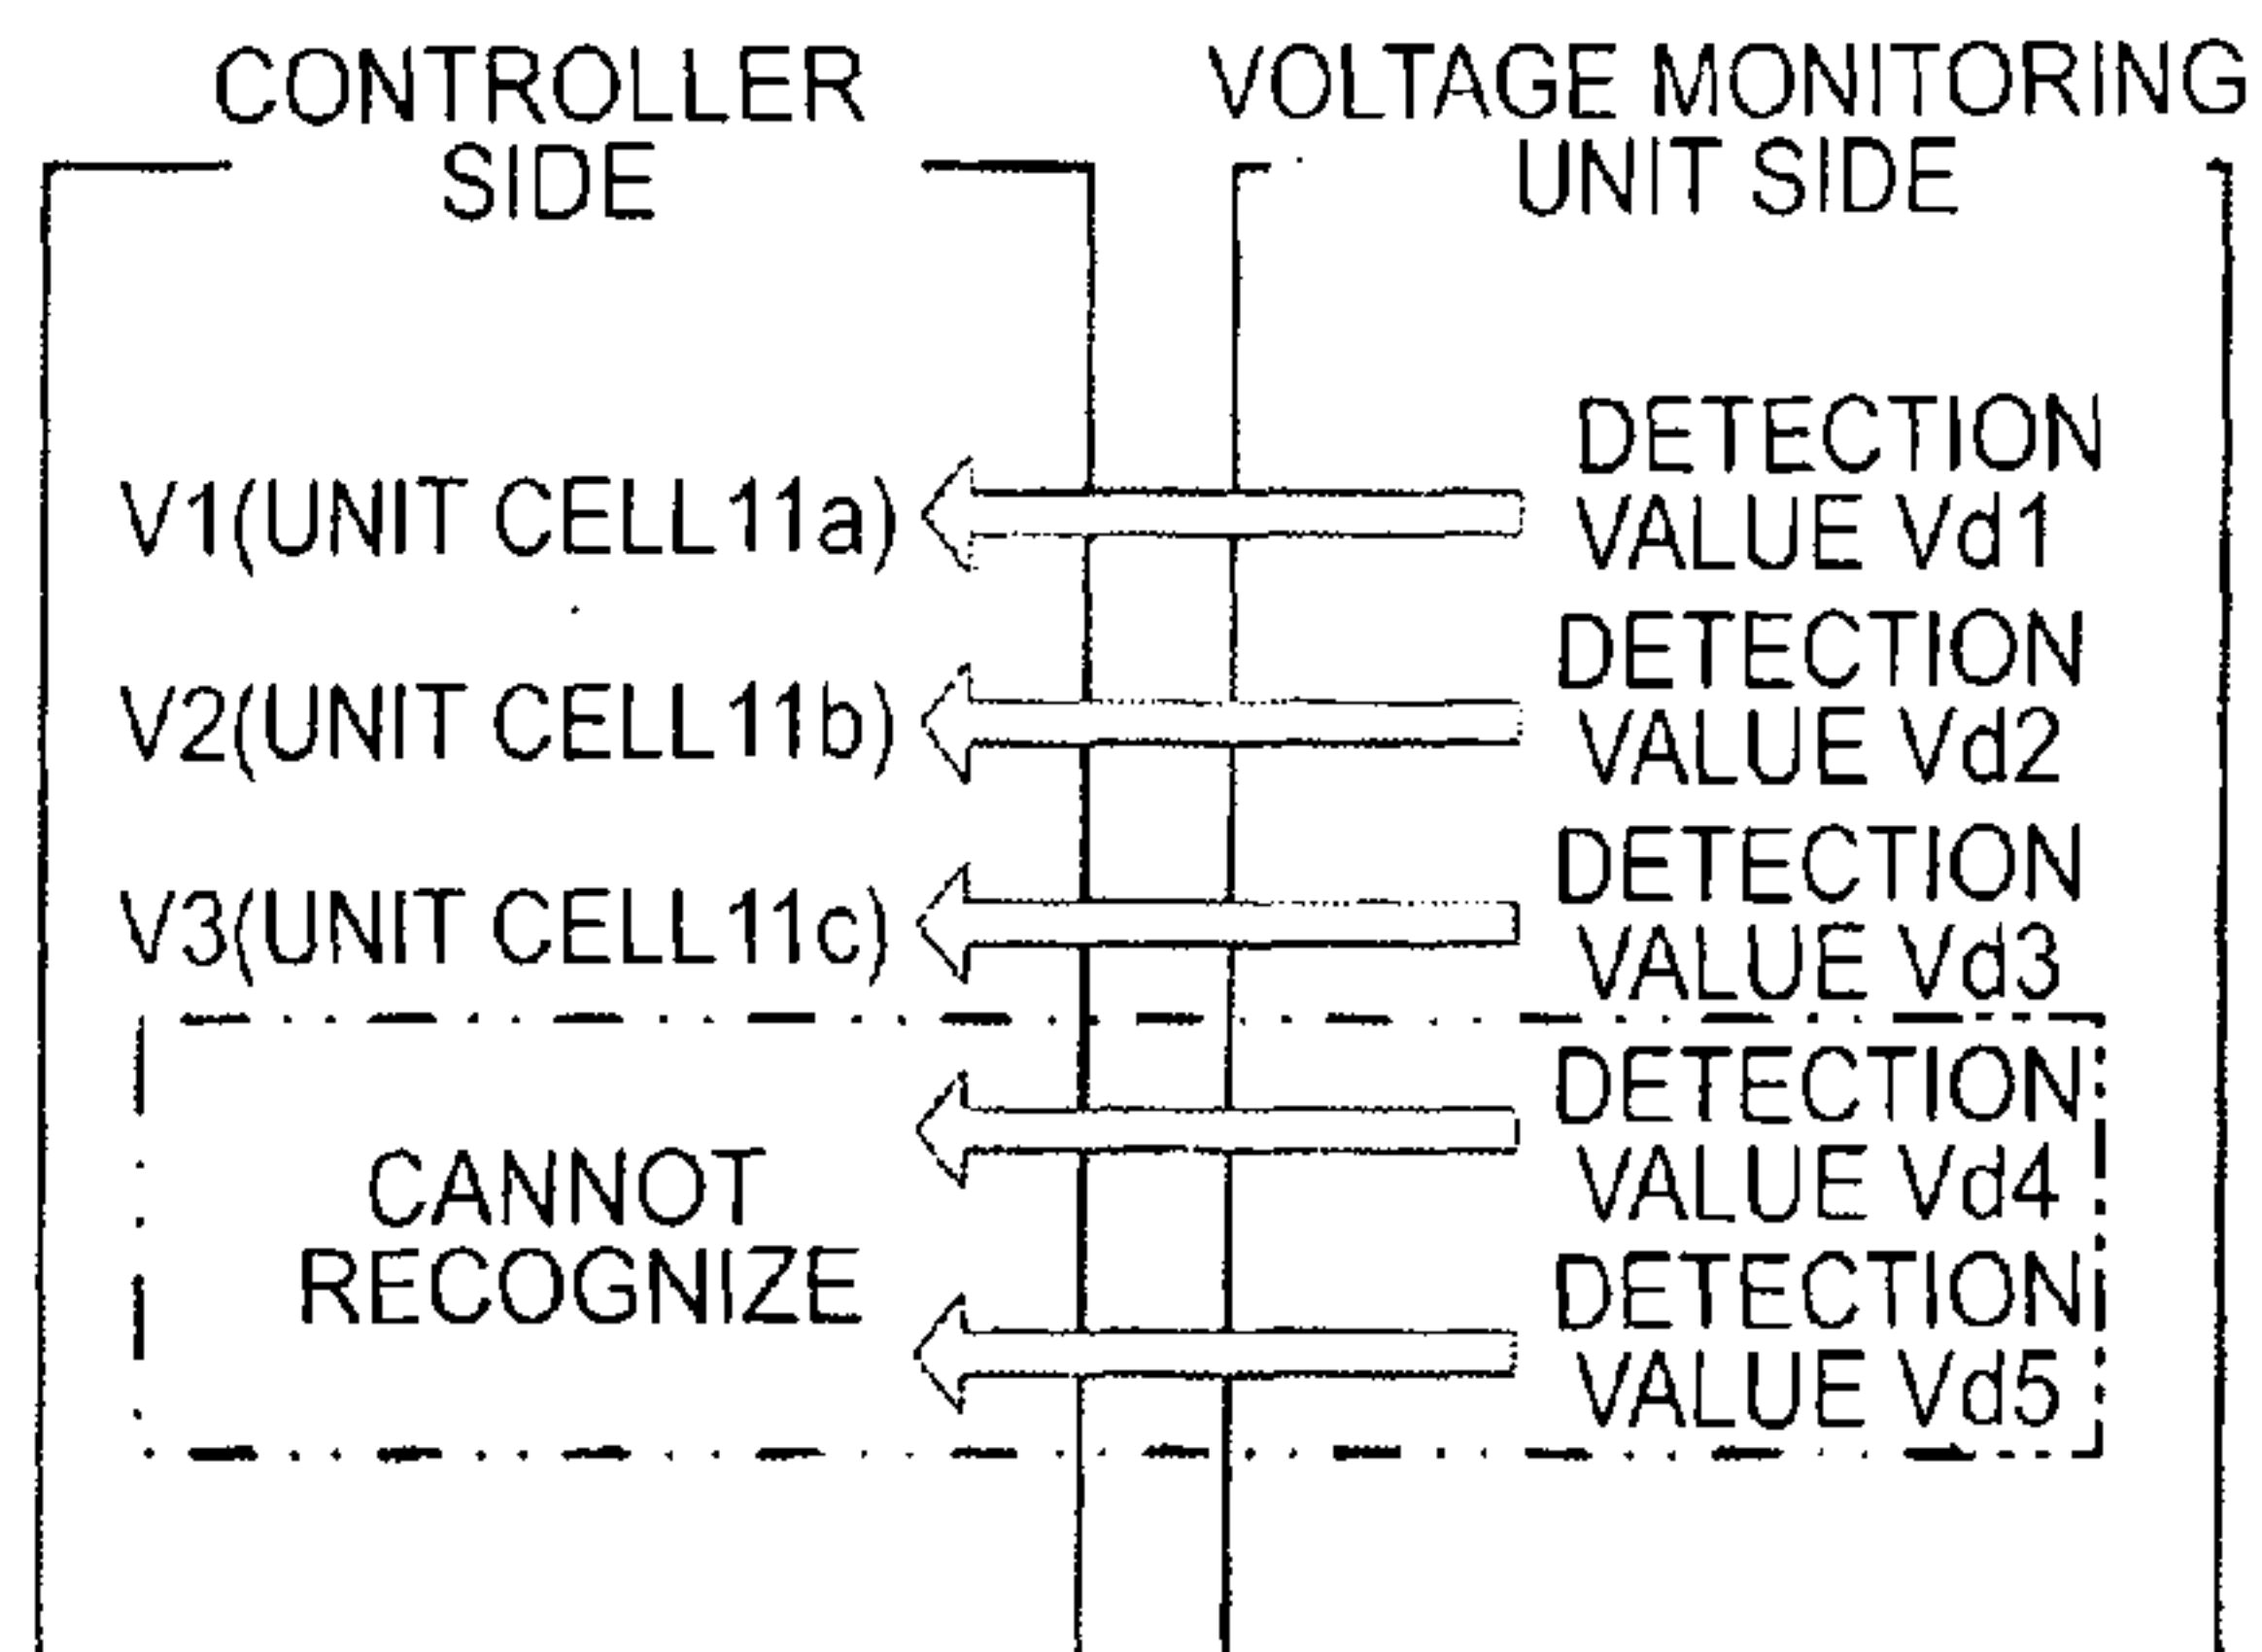 CONTROLLER
SIDE
VOLTAGE MONITORING
UNIT SIDE
V1(UNIT CELL11a)
DETECTION
VALUE Vd1
V2(UNIT CELL11b)
DETECTION
VALUE Vd2
V3(UNIT CELL11c)
DETECTION
VALUE Vd3
CANNOT
RECOGNIZE
DETECTION
VALUE Vd4
DETECTION
VALUE Vd5